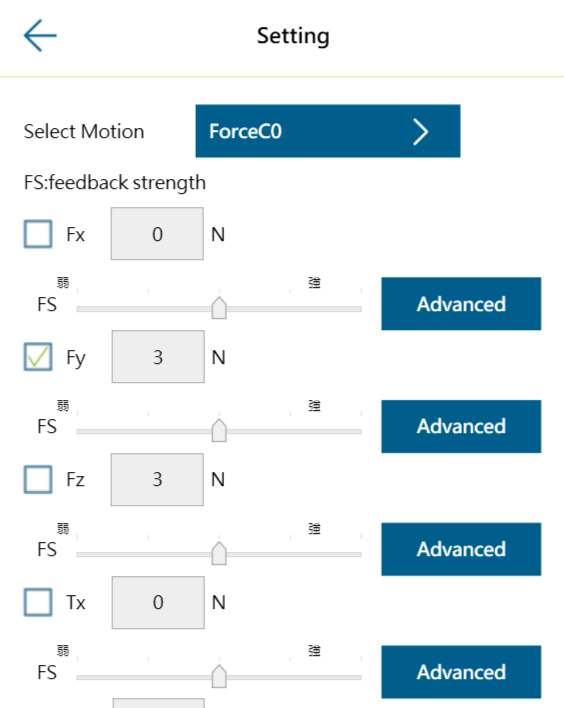 Setting
Select Motion ForceC0
FS:feedback strength
Fx 0 N
弱 強
FS Advanced
Fy 3 N
弱 強
FS Advanced
Fz 3 N
弱 強
FS Advanced
Tx 0 N
弱 強
FS Advanced